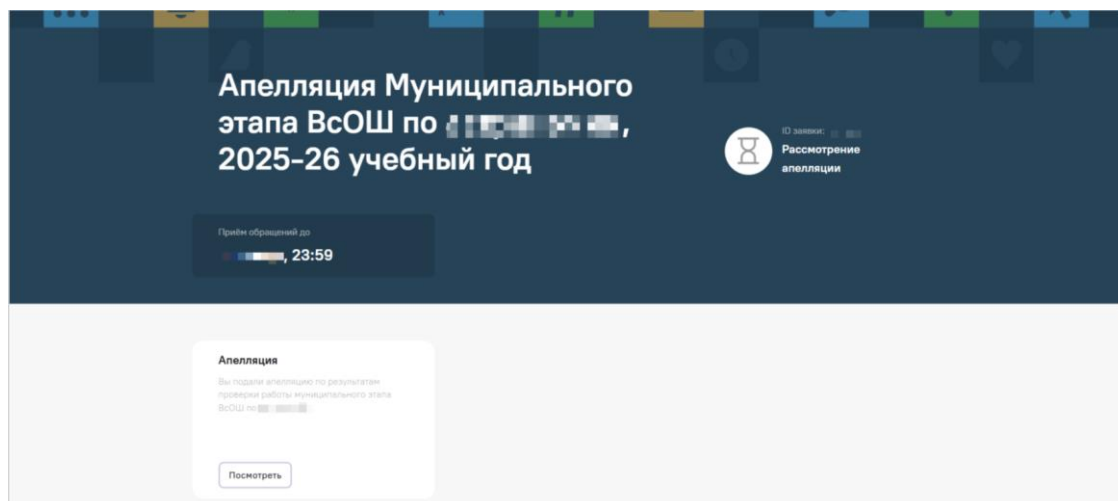 Апелляция Муниципального
этапа ВсОШ по ,
2025-26 учебный год
ID заявки:
Рассмотрение
апелляции
Приём обращений до
, 23:59
Апелляция
Вы подали апелляцию по результатам
проверки работы муниципального этапа
ВсОШ по
Посмотреть